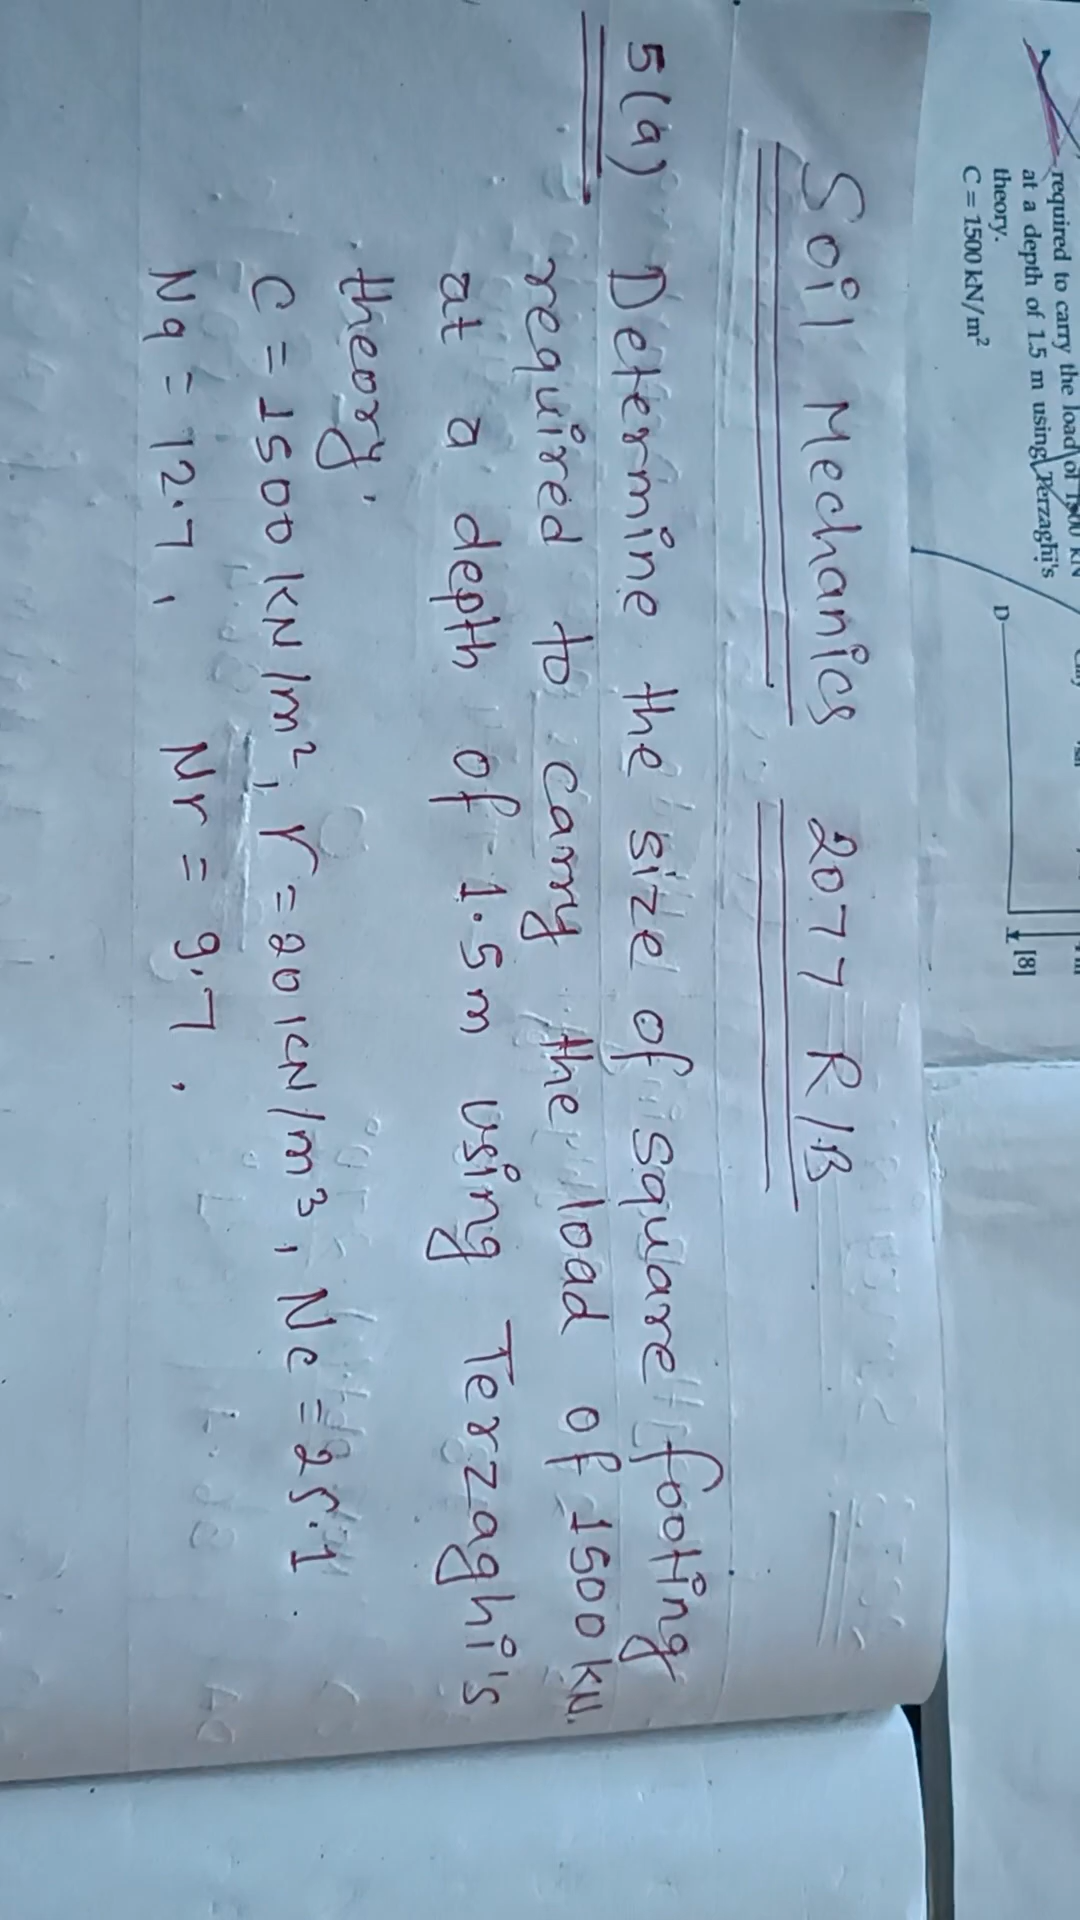 required to carry the load of 1500 kN
at a depth of 1.5 m using Terzaghi's
theory.
C = 1500 kN/m²
D
[8]
Soil Mechanics 2077 R/B
5(a) Determine the size of square footing
required to carry the load of 1500 kN.
at a depth of 1.5m using Terzaghi's
theory.
C = 1500 kN/m², r = 20 kN/m³, Nc = 25.1
Nq = 12.7, Nr = 9.7.